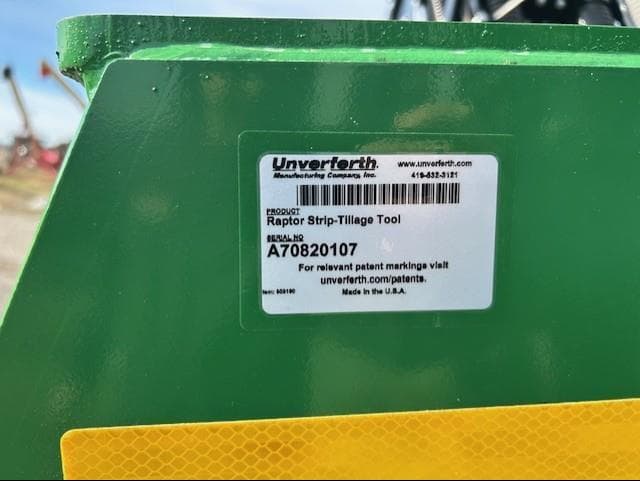 Unverferth. www.unverferth.com
Manufacturing Company, Inc. 419-532-3121
PRODUCT
Raptor Strip-Tillage Tool
SERIAL NO
A70820107
For relevant patent markings visit
unverferth.com/patents.
Made in the U.S.A.